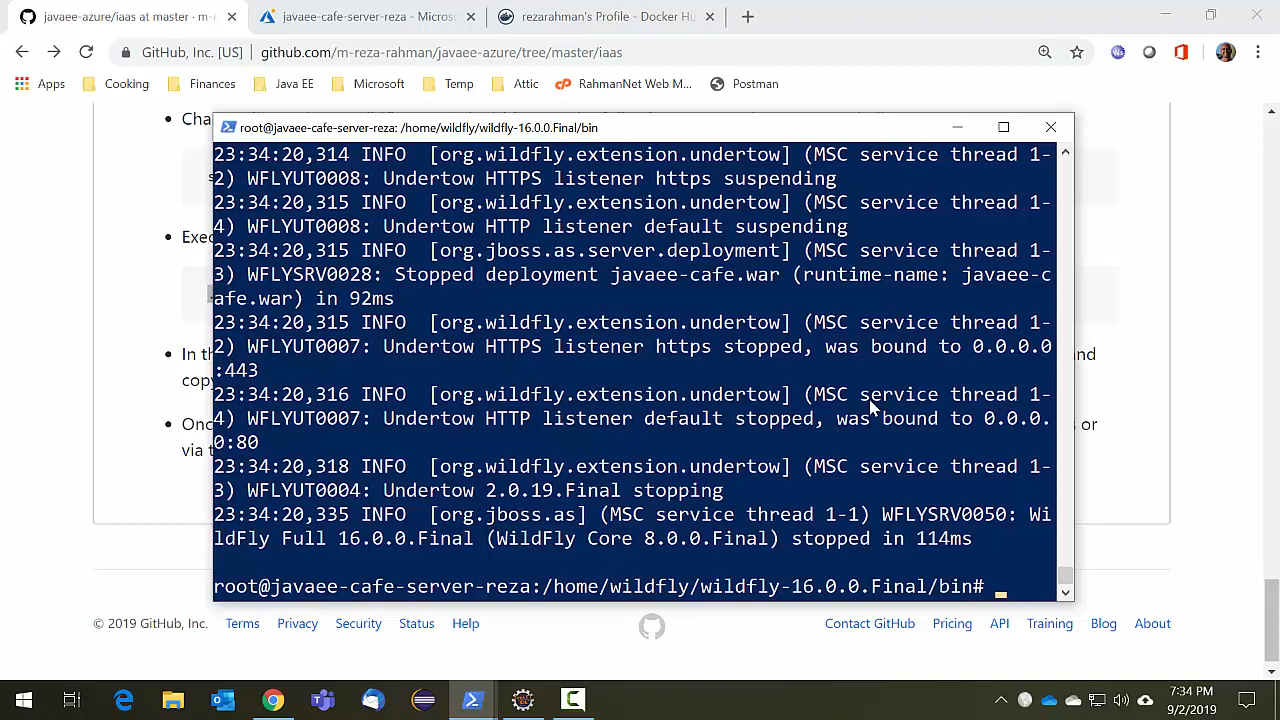 javaee-azure/iaas at master · m-r
javaee-cafe-server-reza - Micros
rezarahman's Profile - Docker Hu
GitHub, Inc. [US]
github.com/m-reza-rahman/javaee-azure/tree/master/iaas
Apps
Cooking
Finances
Java EE
Microsoft
Temp
Attic
RahmanNet Web M...
Postman
Cha
root@javaee-cafe-server-reza: /home/wildfly/wildfly-16.0.0.Final/bin
23:34:20,314 INFO  [org.wildfly.extension.undertow] (MSC service thread 1-
2) WFLYUT0008: Undertow HTTPS listener https suspending
23:34:20,315 INFO  [org.wildfly.extension.undertow] (MSC service thread 1-
4) WFLYUT0008: Undertow HTTP listener default suspending
Exec
23:34:20,315 INFO  [org.jboss.as.server.deployment] (MSC service thread 1-
3) WFLYSRV0028: Stopped deployment javaee-cafe.war (runtime-name: javaee-c
afe.war) in 92ms
23:34:20,315 INFO  [org.wildfly.extension.undertow] (MSC service thread 1-
2) WFLYUT0007: Undertow HTTPS listener https stopped, was bound to 0.0.0.0
:443
In th
and
copy
23:34:20,316 INFO  [org.wildfly.extension.undertow] (MSC service thread 1-
4) WFLYUT0007: Undertow HTTP listener default stopped, was bound to 0.0.0.
0:80
Onc
s or
via t
23:34:20,318 INFO  [org.wildfly.extension.undertow] (MSC service thread 1-
3) WFLYUT0004: Undertow 2.0.19.Final stopping
23:34:20,335 INFO  [org.jboss.as] (MSC service thread 1-1) WFLYSRV0050: Wi
ldFly Full 16.0.0.Final (WildFly Core 8.0.0.Final) stopped in 114ms
root@javaee-cafe-server-reza:/home/wildfly/wildfly-16.0.0.Final/bin#
© 2019 GitHub, Inc.
Terms
Privacy
Security
Status
Help
Contact GitHub
Pricing
API
Training
Blog
About
7:34 PM
9/2/2019